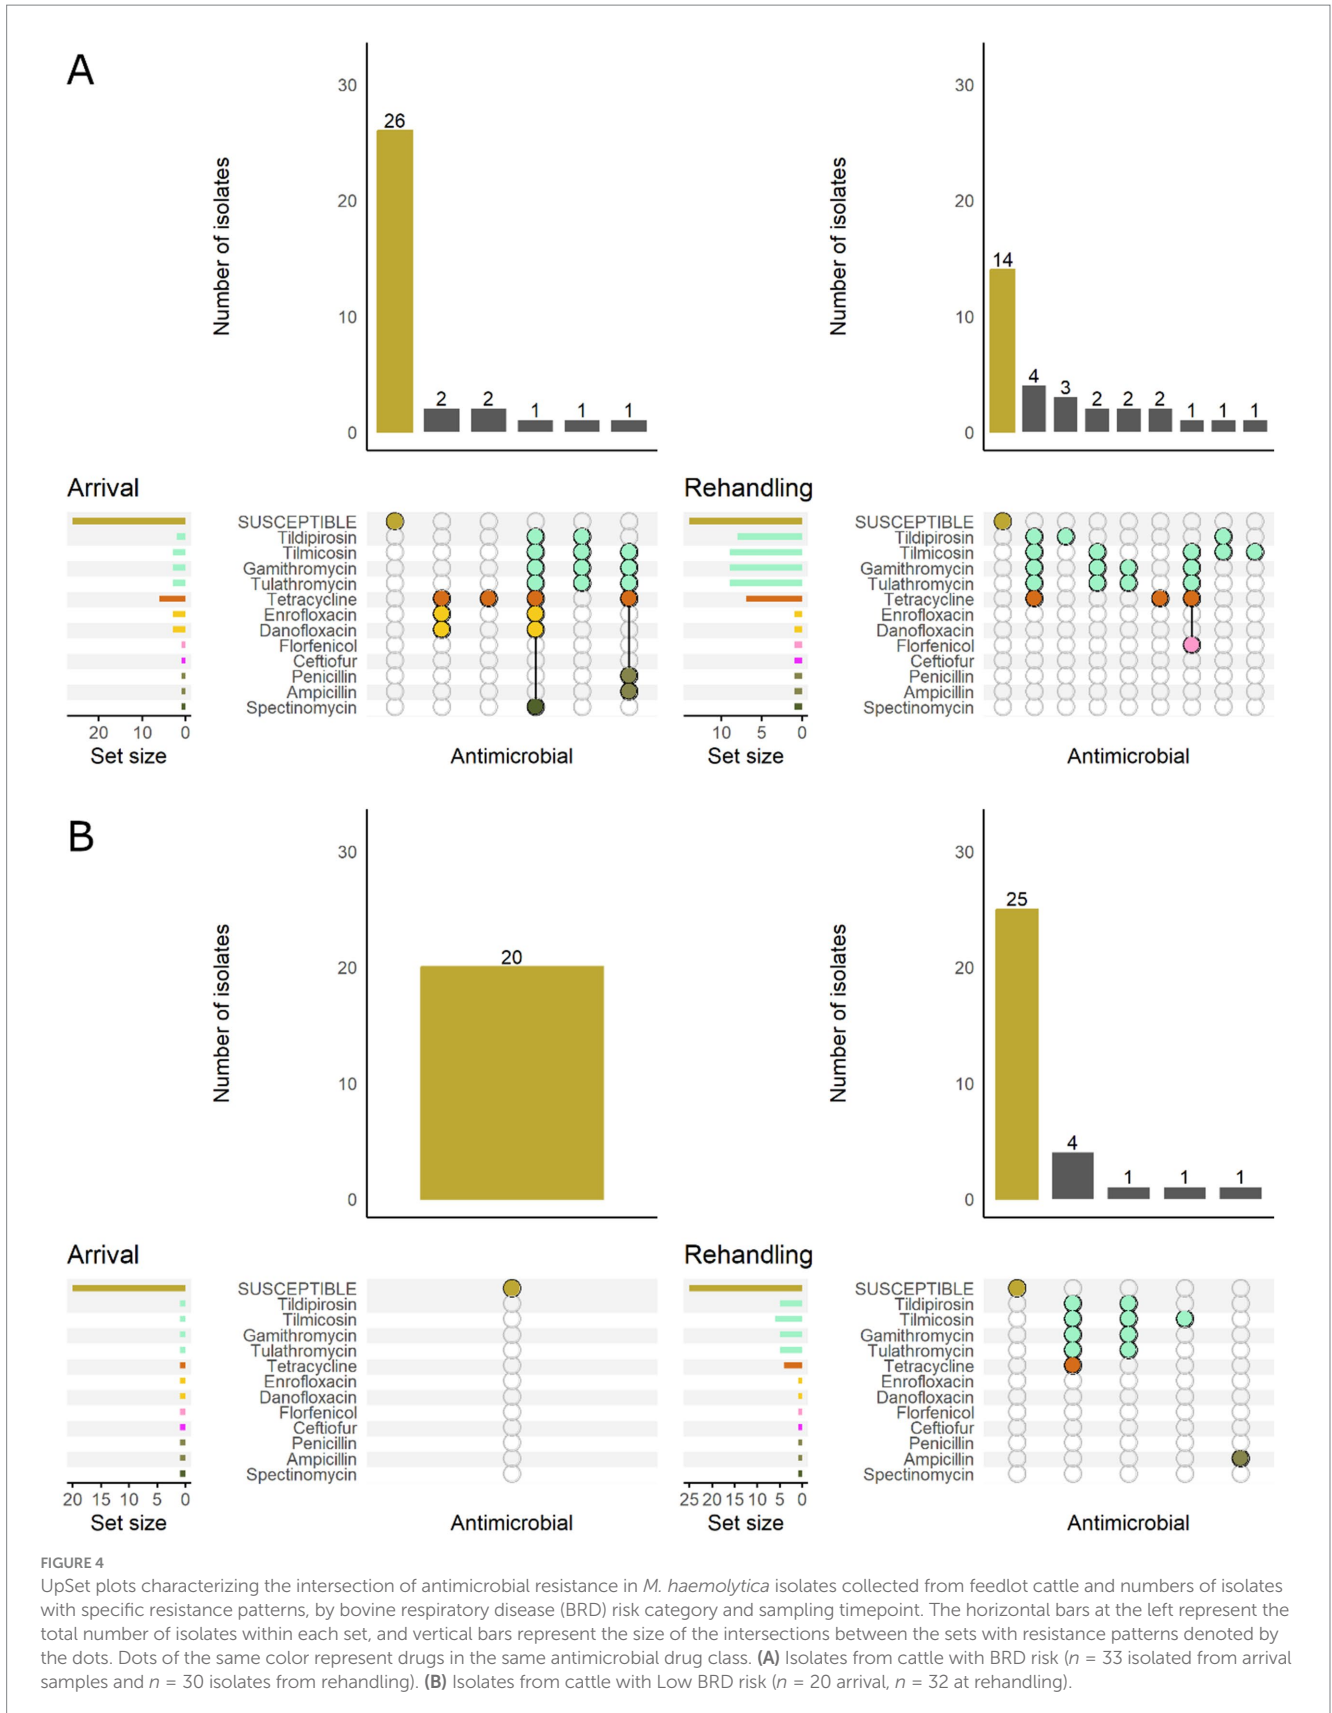 A
Number of isolates
30
20
10
0
26
2
2
1
1
1
Number of isolates
30
20
10
0
14
4
3
2
2
2
1
1
1
Arrival
SUSCEPTIBLE
Tildipirosin
Tilmicosin
Gamithromycin
Tulathromycin
Tetracycline
Enrofloxacin
Danofloxacin
Florfenicol
Ceftiofur
Penicillin
Ampicillin
Spectinomycin
20 10 0
Set size
Antimicrobial
Rehandling
SUSCEPTIBLE
Tildipirosin
Tilmicosin
Gamithromycin
Tulathromycin
Tetracycline
Enrofloxacin
Danofloxacin
Florfenicol
Ceftiofur
Penicillin
Ampicillin
Spectinomycin
10 5 0
Set size
Antimicrobial
B
Number of isolates
30
20
10
0
20
Number of isolates
30
20
10
0
25
4
1
1
1
Arrival
SUSCEPTIBLE
Tildipirosin
Tilmicosin
Gamithromycin
Tulathromycin
Tetracycline
Enrofloxacin
Danofloxacin
Florfenicol
Ceftiofur
Penicillin
Ampicillin
Spectinomycin
20 15 10 5 0
Set size
Antimicrobial
Rehandling
SUSCEPTIBLE
Tildipirosin
Tilmicosin
Gamithromycin
Tulathromycin
Tetracycline
Enrofloxacin
Danofloxacin
Florfenicol
Ceftiofur
Penicillin
Ampicillin
Spectinomycin
25 20 15 10 5 0
Set size
Antimicrobial
FIGURE 4
UpSet plots characterizing the intersection of antimicrobial resistance in M. haemolytica isolates collected from feedlot cattle and numbers of isolates
with specific resistance patterns, by bovine respiratory disease (BRD) risk category and sampling timepoint. The horizontal bars at the left represent the
total number of isolates within each set, and vertical bars represent the size of the intersections between the sets with resistance patterns denoted by
the dots. Dots of the same color represent drugs in the same antimicrobial drug class. (A) Isolates from cattle with BRD risk (n = 33 isolated from arrival
samples and n = 30 isolates from rehandling). (B) Isolates from cattle with Low BRD risk (n = 20 arrival, n = 32 at rehandling).